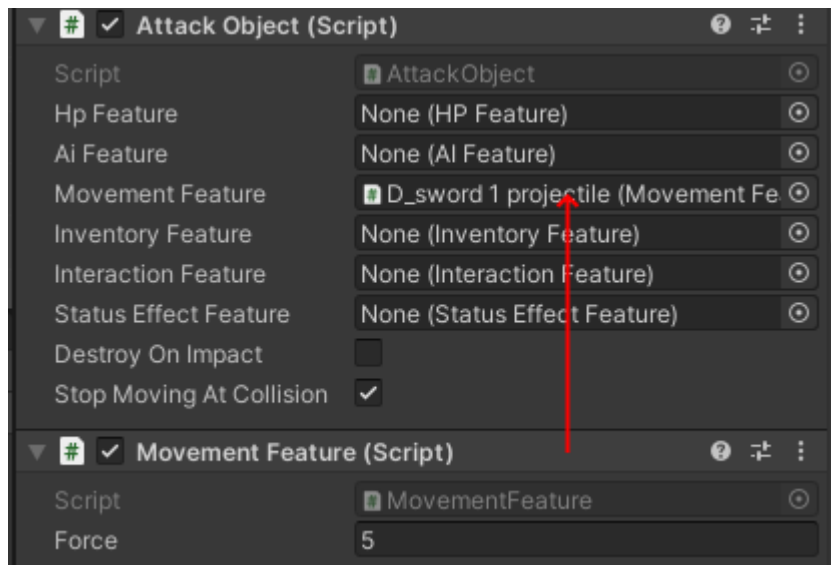 Attack Object (Script)
Script AttackObject
Hp Feature None (HP Feature)
Ai Feature None (AI Feature)
Movement Feature D_sword 1 projectile (Movement Fe
Inventory Feature None (Inventory Feature)
Interaction Feature None (Interaction Feature)
Status Effect Feature None (Status Effect Feature)
Destroy On Impact
Stop Moving At Collision
Movement Feature (Script)
Script MovementFeature
Force 5